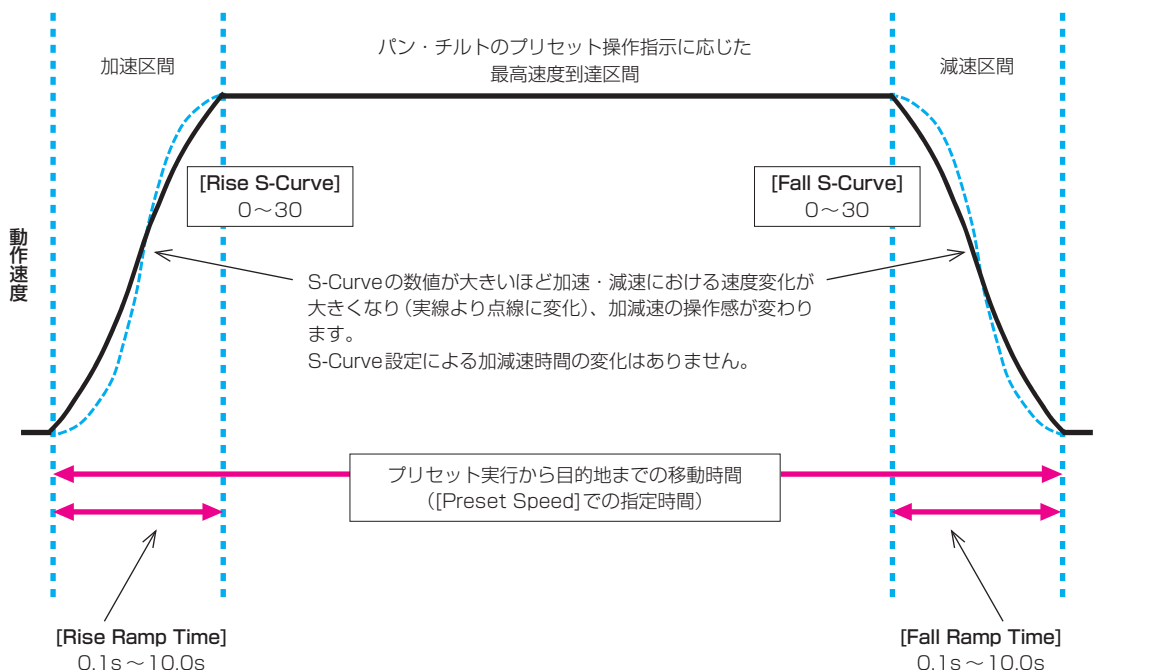 パン・チルトのプリセット操作指示に応じた
最高速度到達区間
加速区間
減速区間
[Rise S-Curve]
0～30
[Fall S-Curve]
0～30
動作速度
S-Curveの数値が大きいほど加速・減速における速度変化が
大きくなり（実線より点線に変化）、加減速の操作感が変わり
ます。
S-Curve設定による加減速時間の変化はありません。
プリセット実行から目的地までの移動時間
（[Preset Speed]での指定時間）
[Rise Ramp Time]
0.1s～10.0s
[Fall Ramp Time]
0.1s～10.0s